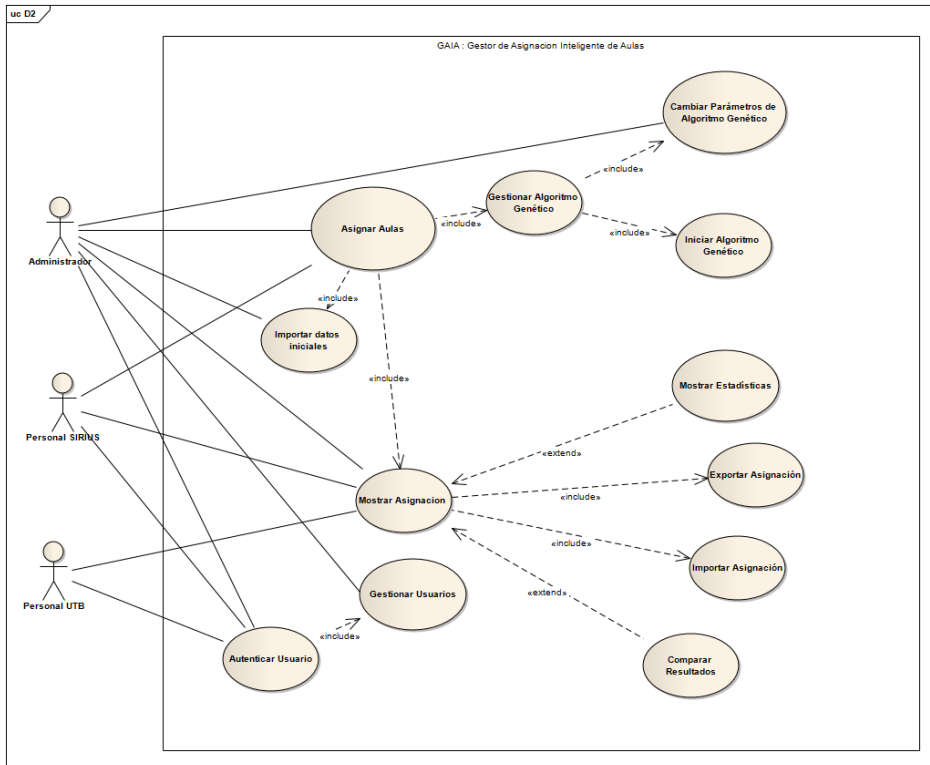 uc D2
GAIA : Gestor de Asignacion Inteligente de Aulas
Cambiar Parámetros de
Algoritmo Genético
«include»
Gestionar Algoritmo
Genético
Asignar Aulas
«include»
«include»
Iniciar Algoritmo
Genético
Administrador
«include»
Importar datos
iniciales
«include»
Mostrar Estadísticas
Personal SIRIUS
«extend»
Exportar Asignación
Mostrar Asignacion
«include»
«include»
Importar Asignación
Personal UTB
Gestionar Usuarios
«extend»
«include»
Autenticar Usuario
Comparar
Resultados